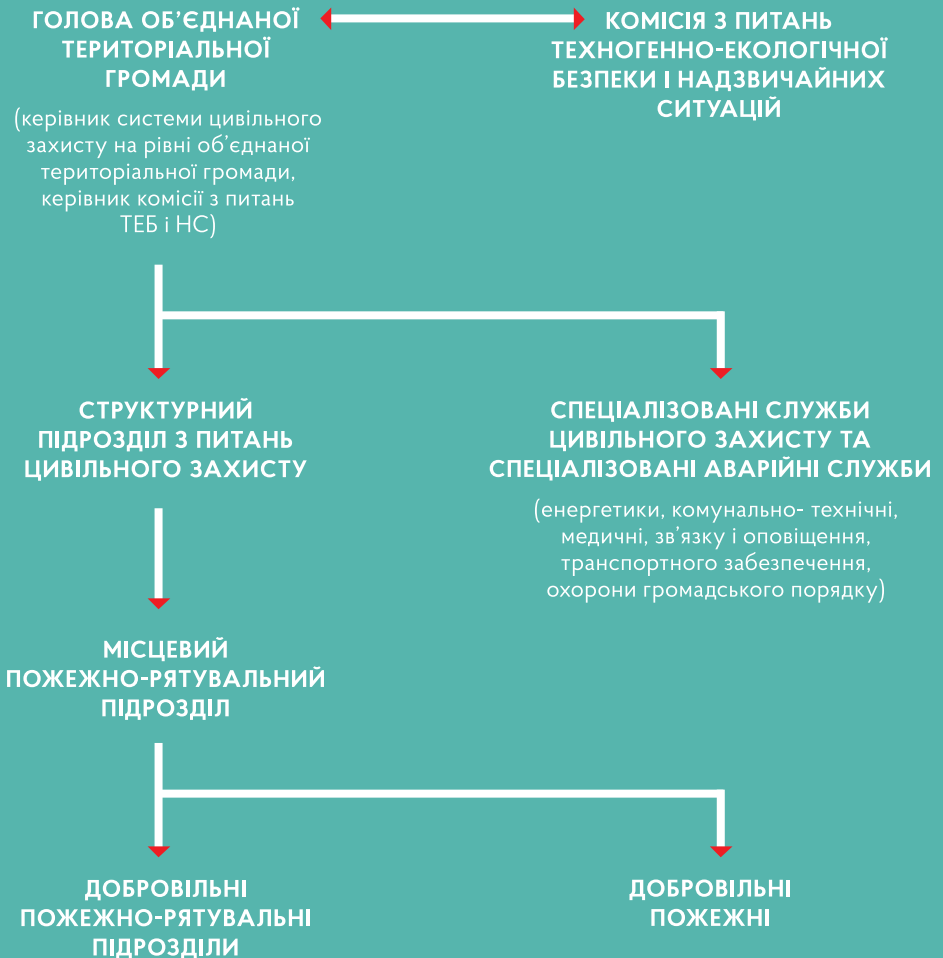 ГОЛОВА ОБ’ЄДНАНОЇ
ТЕРИТОРІАЛЬНОЇ
ГРОМАДИ
(керівник системи цивільного
захисту на рівні об’єднаної
територіальної громади,
керівник комісії з питань
ТЕБ і НС)
КОМІСІЯ З ПИТАНЬ
ТЕХНОГЕННО-ЕКОЛОГІЧНОЇ
БЕЗПЕКИ І НАДЗВИЧАЙНИХ
СИТУАЦІЙ
СТРУКТУРНИЙ
ПІДРОЗДІЛ З ПИТАНЬ
ЦИВІЛЬНОГО ЗАХИСТУ
СПЕЦІАЛІЗОВАНІ СЛУЖБИ
ЦИВІЛЬНОГО ЗАХИСТУ ТА
СПЕЦІАЛІЗОВАНІ АВАРІЙНІ СЛУЖБИ
(енергетики, комунально- технічні,
медичні, зв’язку і оповіщення,
транспортного забезпечення,
охорони громадського порядку)
МІСЦЕВИЙ
ПОЖЕЖНО-РЯТУВАЛЬНИЙ
ПІДРОЗДІЛ
ДОБРОВІЛЬНІ
ПОЖЕЖНО-РЯТУВАЛЬНІ
ПІДРОЗДІЛИ
ДОБРОВІЛЬНІ
ПОЖЕЖНІ